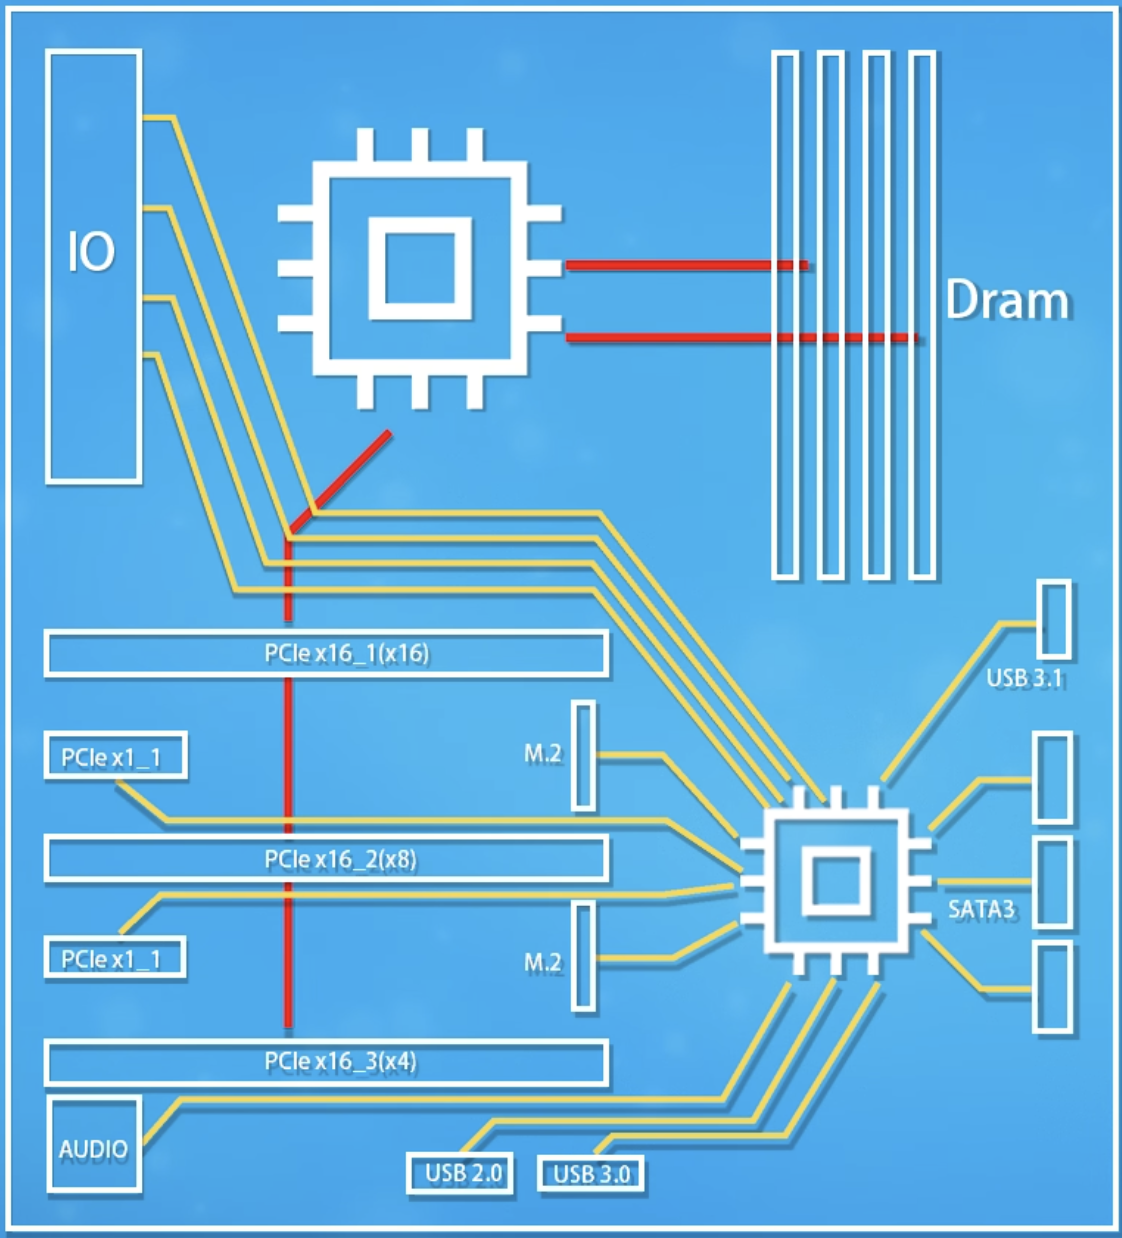 IO
Dram
PCIe x16_1(x16)
USB 3.1
PCIe x1_1
M.2
PCIe x16_2(x8)
SATA3
PCIe x1_1
M.2
PCIe x16_3(x4)
AUDIO
USB 2.0
USB 3.0